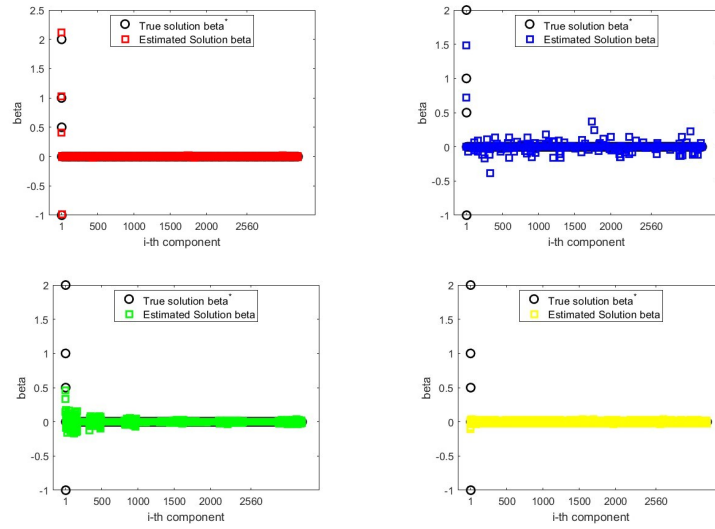 2.5
2
1.5
1
0.5
0
-0.5
-1
beta
True solution beta*
Estimated Solution beta
1 500 1000 1500 2000 2560
i-th component
2
1.5
1
0.5
0
-0.5
-1
beta
True solution beta*
Estimated Solution beta
1 500 1000 1500 2000 2560
i-th component
2
1.5
1
0.5
0
-0.5
-1
beta
True solution beta*
Estimated Solution beta
1 500 1000 1500 2000 2560
i-th component
2
1.5
1
0.5
0
-0.5
-1
beta
True solution beta*
Estimated Solution beta
1 500 1000 1500 2000 2560
i-th component